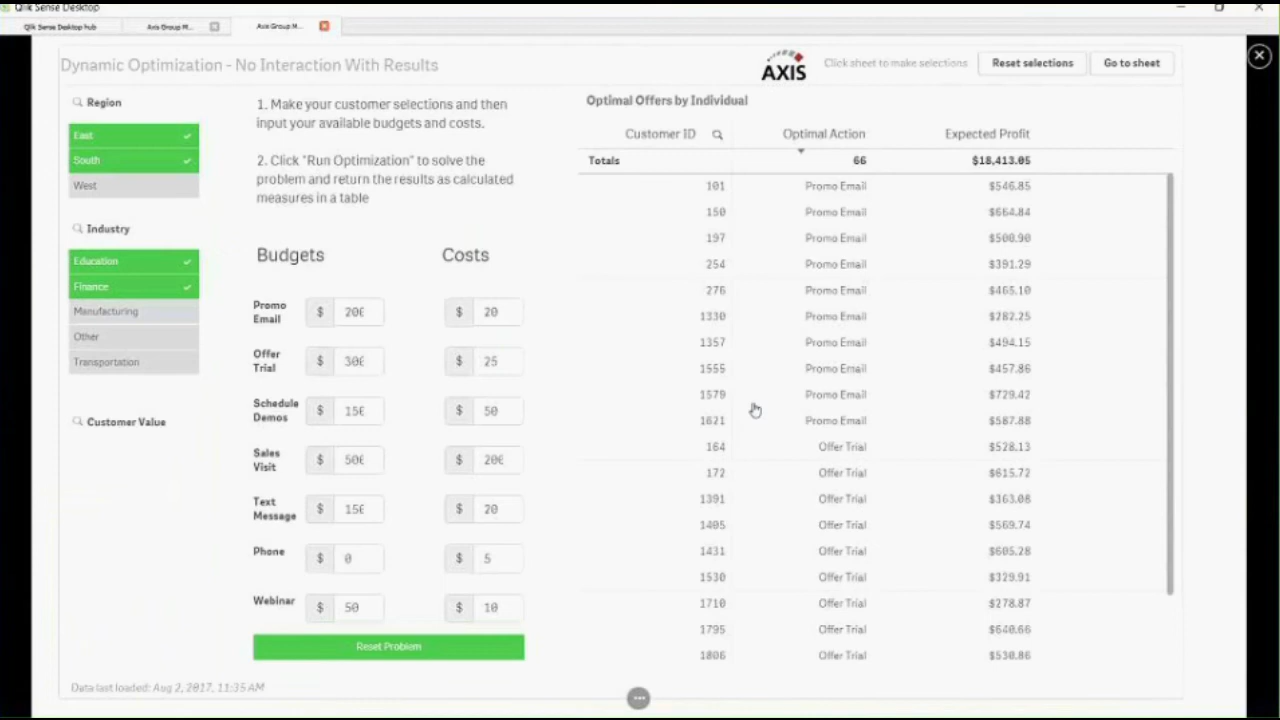 Qlik Sense Desktop
Qlik Sense Desktop hub
Axis Group M...
Axis Group M...
Dynamic Optimization - No Interaction With Results
AXIS
Click sheet to make selections
Reset selections
Go to sheet
Region
East
South
West
Industry
Education
Finance
Manufacturing
Other
Transportation
Customer Value
1. Make your customer selections and then
input your available budgets and costs.
2. Click "Run Optimization" to solve the
problem and return the results as calculated
measures in a table
Budgets Costs
Promo
Email
$ 200 $ 20
Offer
Trial
$ 300 $ 25
Schedule
Demos
$ 150 $ 50
Sales
Visit
$ 500 $ 200
Text
Message
$ 150 $ 20
Phone
$ 0 $ 5
Webinar
$ 50 $ 10
Reset Problem
Optimal Offers by Individual
Customer ID Optimal Action Expected Profit
Totals 66 $18,413.05
101 Promo Email $546.85
150 Promo Email $664.84
197 Promo Email $500.90
254 Promo Email $391.29
276 Promo Email $465.10
1330 Promo Email $282.25
1357 Promo Email $494.15
1555 Promo Email $457.86
1579 Promo Email $729.42
1621 Promo Email $587.88
164 Offer Trial $528.13
172 Offer Trial $615.72
1391 Offer Trial $363.08
1405 Offer Trial $569.74
1431 Offer Trial $605.28
1530 Offer Trial $329.91
1710 Offer Trial $278.87
1795 Offer Trial $640.66
1806 Offer Trial $530.86
Data last loaded: Aug 2, 2017, 11:35 AM